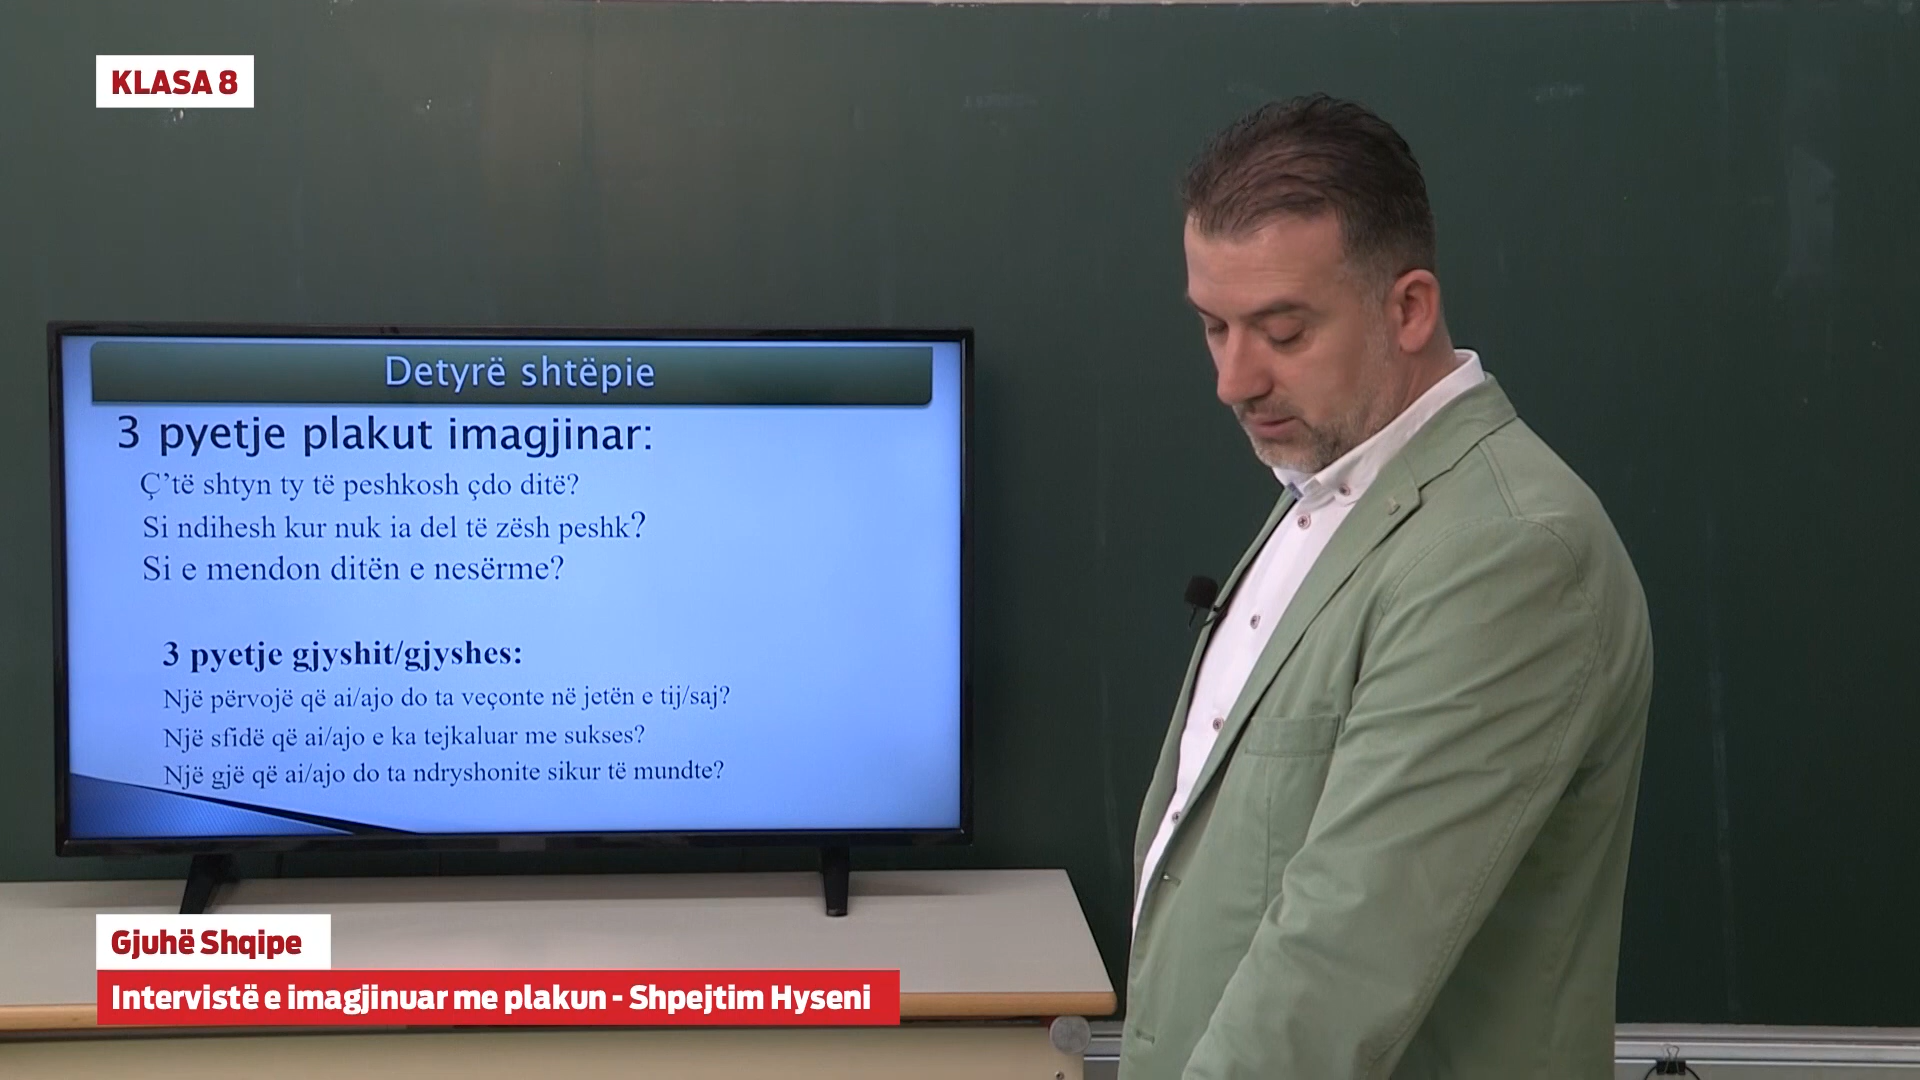 KLASA 8
Detyrë shtëpie
3 pyetje plakut imagjinar:
Ç’të shtyn ty të peshkosh çdo ditë?
Si ndihesh kur nuk ia del të zësh peshk?
Si e mendon ditën e nesërme?
3 pyetje gjyshit/gjyshes:
Një përvojë që ai/ajo do ta veçonte në jetën e tij/saj?
Një sfidë që ai/ajo e ka tejkaluar me sukses?
Një gjë që ai/ajo do ta ndryshonite sikur të mundte?
Gjuhë Shqipe
Intervistë e imagjinuar me plakun - Shpejtim Hyseni